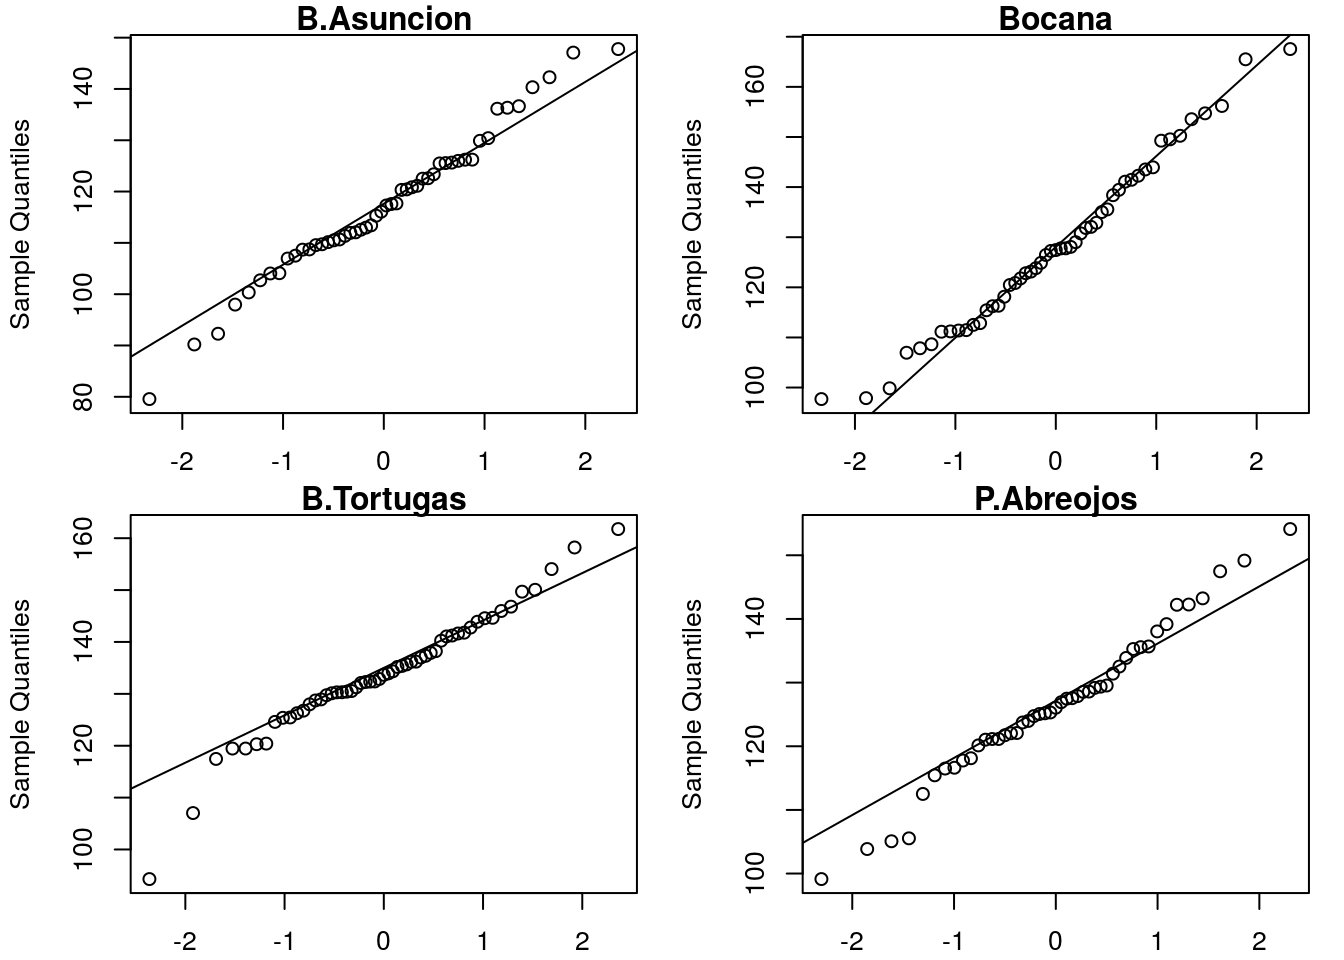 B.Asuncion
Sample Quantiles
80 100 120 140
-2 -1 0 1 2
Bocana
Sample Quantiles
100 120 140 160
-2 -1 0 1 2
B.Tortugas
Sample Quantiles
100 120 140 160
-2 -1 0 1 2
P.Abreojos
Sample Quantiles
100 120 140
-2 -1 0 1 2